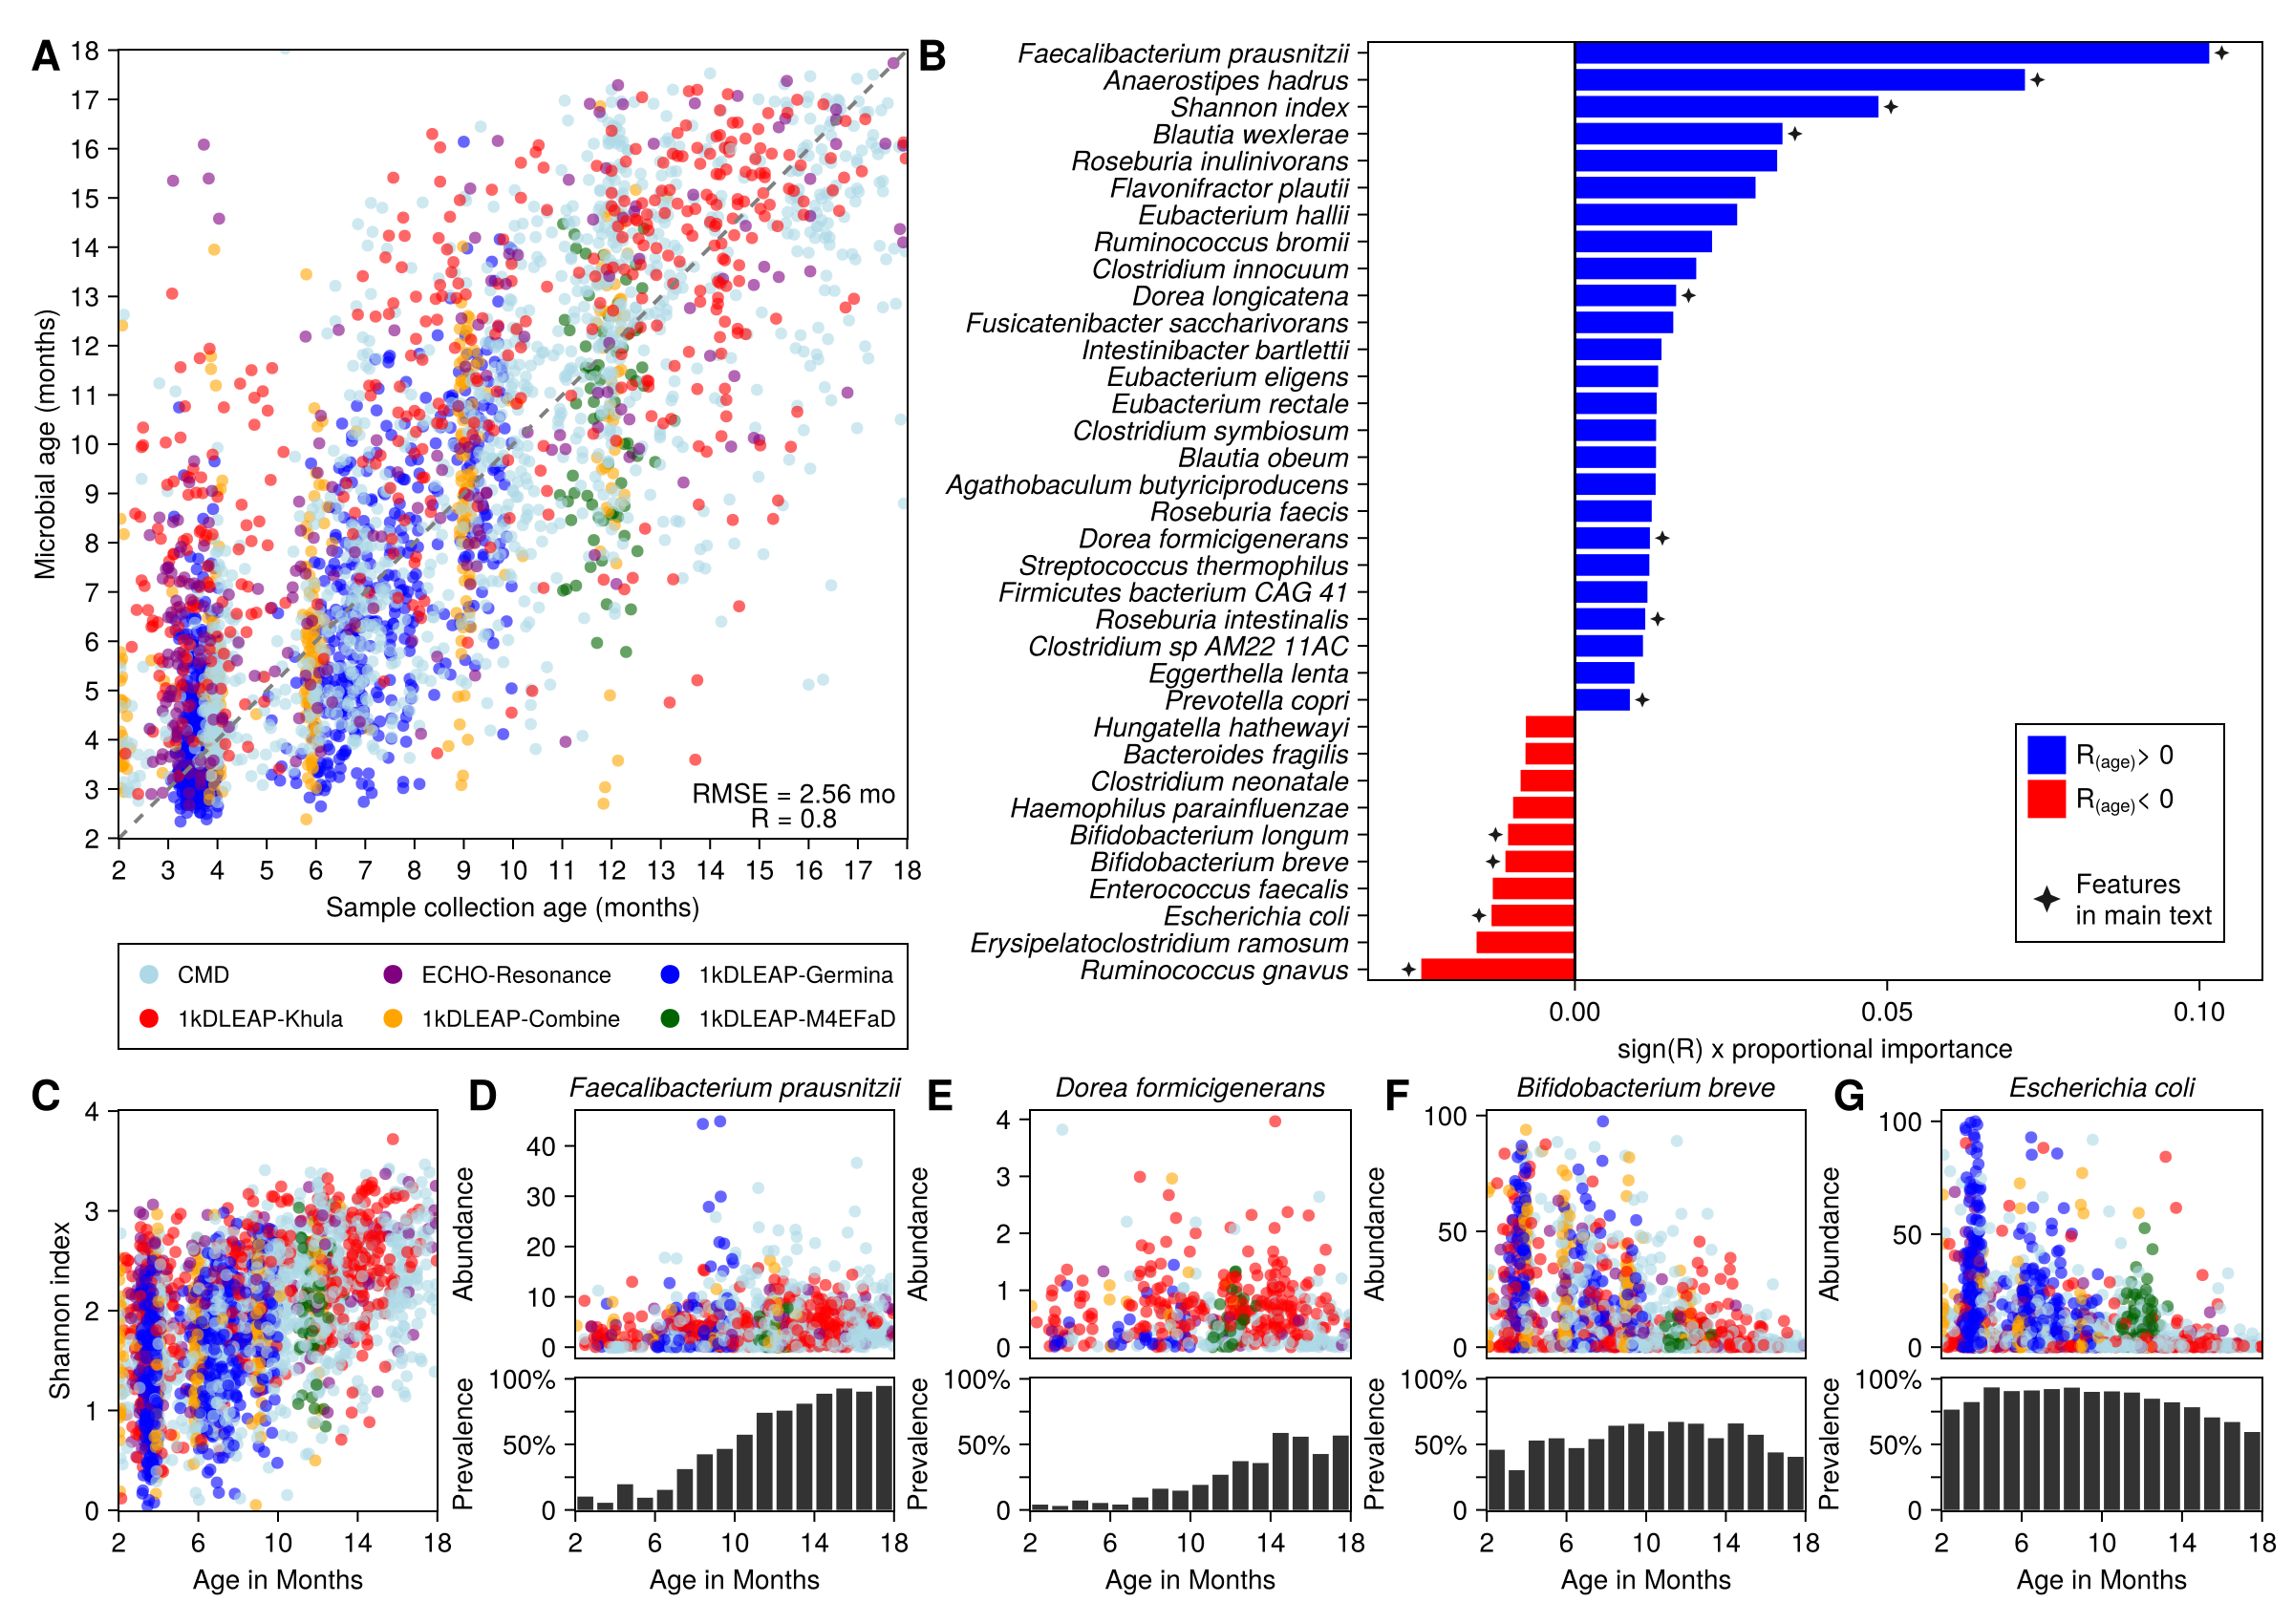 A
18
17
16
15
14
13
12
11
10
9
8
7
6
5
4
3
2
Microbial age (months)
RMSE = 2.56 mo
R = 0.8
2 3 4 5 6 7 8 9 10 11 12 13 14 15 16 17 18
Sample collection age (months)
CMD ECHO-Resonance 1kDLEAP-Germina
1kDLEAP-Khula 1kDLEAP-Combine 1kDLEAP-M4EFaD
B
Faecalibacterium prausnitzii
Anaerostipes hadrus
Shannon index
Blautia wexlerae
Roseburia inulinivorans
Flavonifractor plautii
Eubacterium hallii
Ruminococcus bromii
Clostridium innocuum
Dorea longicatena
Fusicatenibacter saccharivorans
Intestinibacter bartlettii
Eubacterium eligens
Eubacterium rectale
Clostridium symbiosum
Blautia obeum
Agathobaculum butyriciproducens
Roseburia faecis
Dorea formicigenerans
Streptococcus thermophilus
Firmicutes bacterium CAG 41
Roseburia intestinalis
Clostridium sp AM22 11AC
Eggerthella lenta
Prevotella copri
Hungatella hathewayi
Bacteroides fragilis
Clostridium neonatale
Haemophilus parainfluenzae
Bifidobacterium longum
Bifidobacterium breve
Enterococcus faecalis
Escherichia coli
Erysipelatoclostridium ramosum
Ruminococcus gnavus
R(age)> 0
R(age)< 0
Features
in main text
0.00 0.05 0.10
sign(R) x proportional importance
C
4
3
2
1
0
Shannon index
2 6 10 14 18
Age in Months
D
Faecalibacterium prausnitzii
40
30
20
10
0
Abundance
100%
50%
0
Prevalence
2 6 10 14 18
Age in Months
E
Dorea formicigenerans
4
3
2
1
0
Abundance
100%
50%
0
Prevalence
2 6 10 14 18
Age in Months
F
Bifidobacterium breve
100
50
0
Abundance
100%
50%
0
Prevalence
2 6 10 14 18
Age in Months
G
Escherichia coli
100
50
0
Abundance
100%
50%
0
Prevalence
2 6 10 14 18
Age in Months